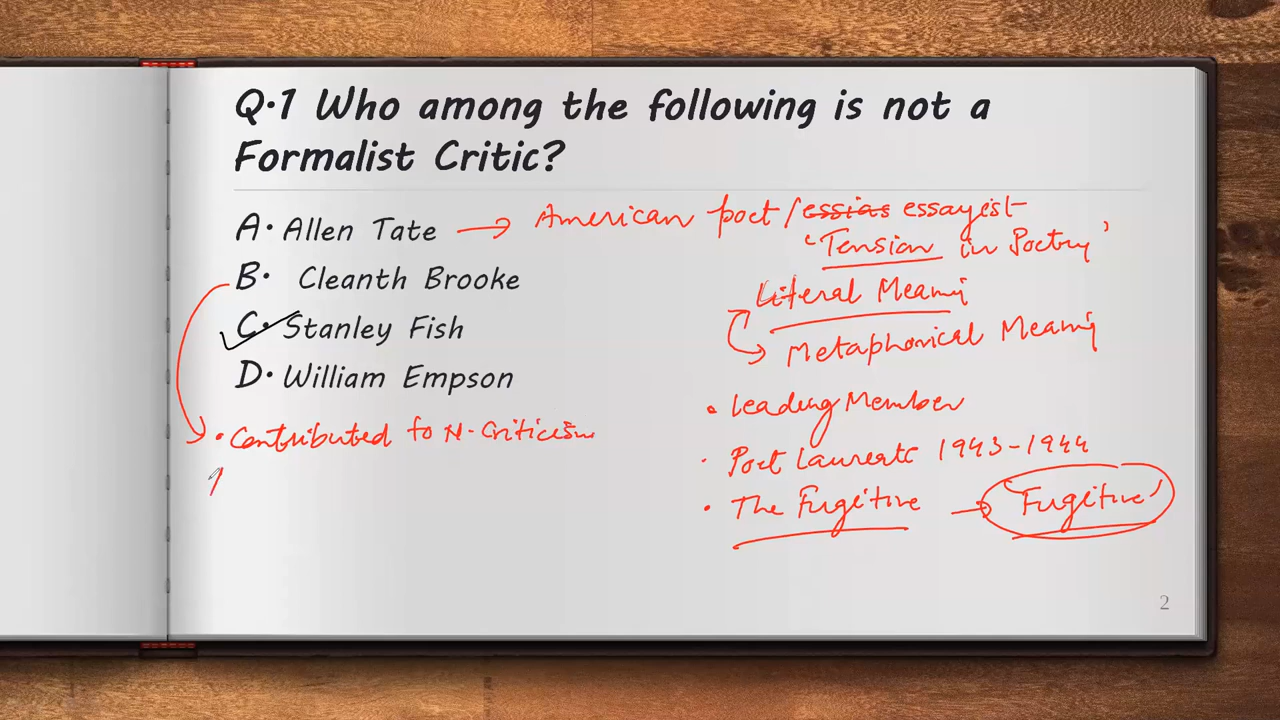 Q.1 Who among the following is not a
Formalist Critic?
A. Allen Tate → American poet / essias essayist
'Tension in Poetry'
B. Cleanth Brooke
Literal Meaning
C. Stanley Fish
Metaphorical Meaning
D. William Empson
• Leading Member
• Contributed to N-Criticism
• Poet Laureate 1943-1944
• The Fugitive → 'Fugitive'
2